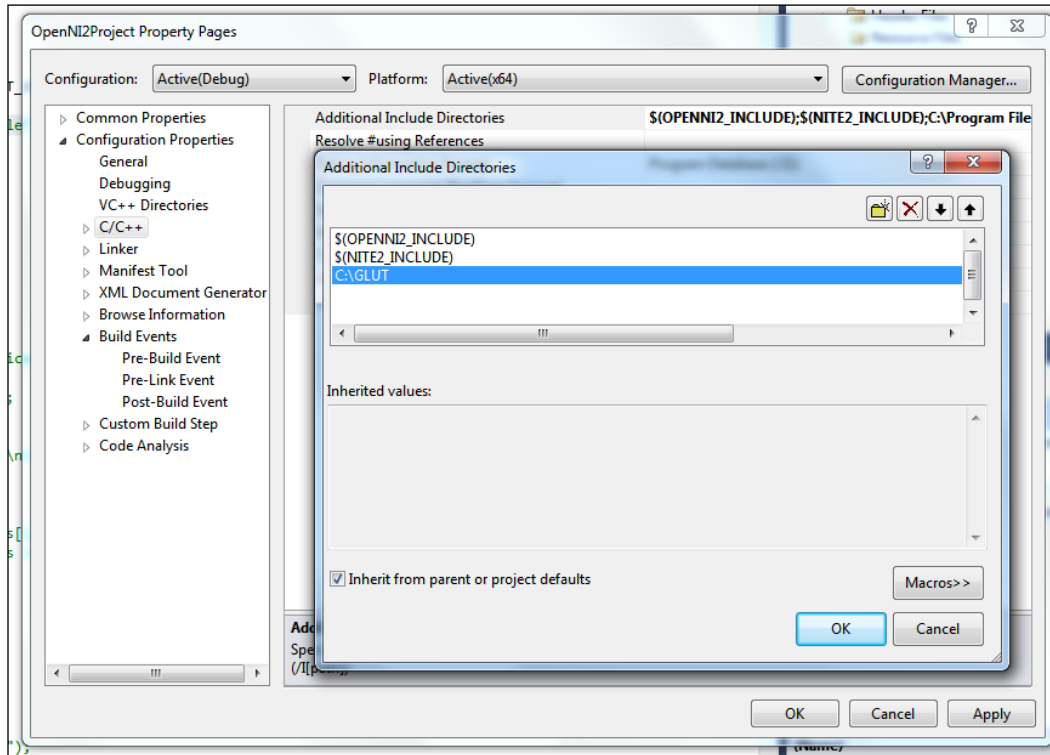 OpenNI2Project Property Pages
Configuration: Active(Debug) Platform: Active(x64) Configuration Manager...
Common Properties
Configuration Properties
General
Debugging
VC++ Directories
C/C++
Linker
Manifest Tool
XML Document Generator
Browse Information
Build Events
Pre-Build Event
Pre-Link Event
Post-Build Event
Custom Build Step
Code Analysis
Additional Include Directories $(OPENNI2_INCLUDE);$(NITE2_INCLUDE);C:\Program File
Resolve #using References
Additional Include Directories
$(OPENNI2_INCLUDE)
$(NITE2_INCLUDE)
C:\GLUT
Inherited values:
Inherit from parent or project defaults
Macros>>
OK Cancel
Add
Spe
(/I[
OK Cancel Apply
(Name)
");